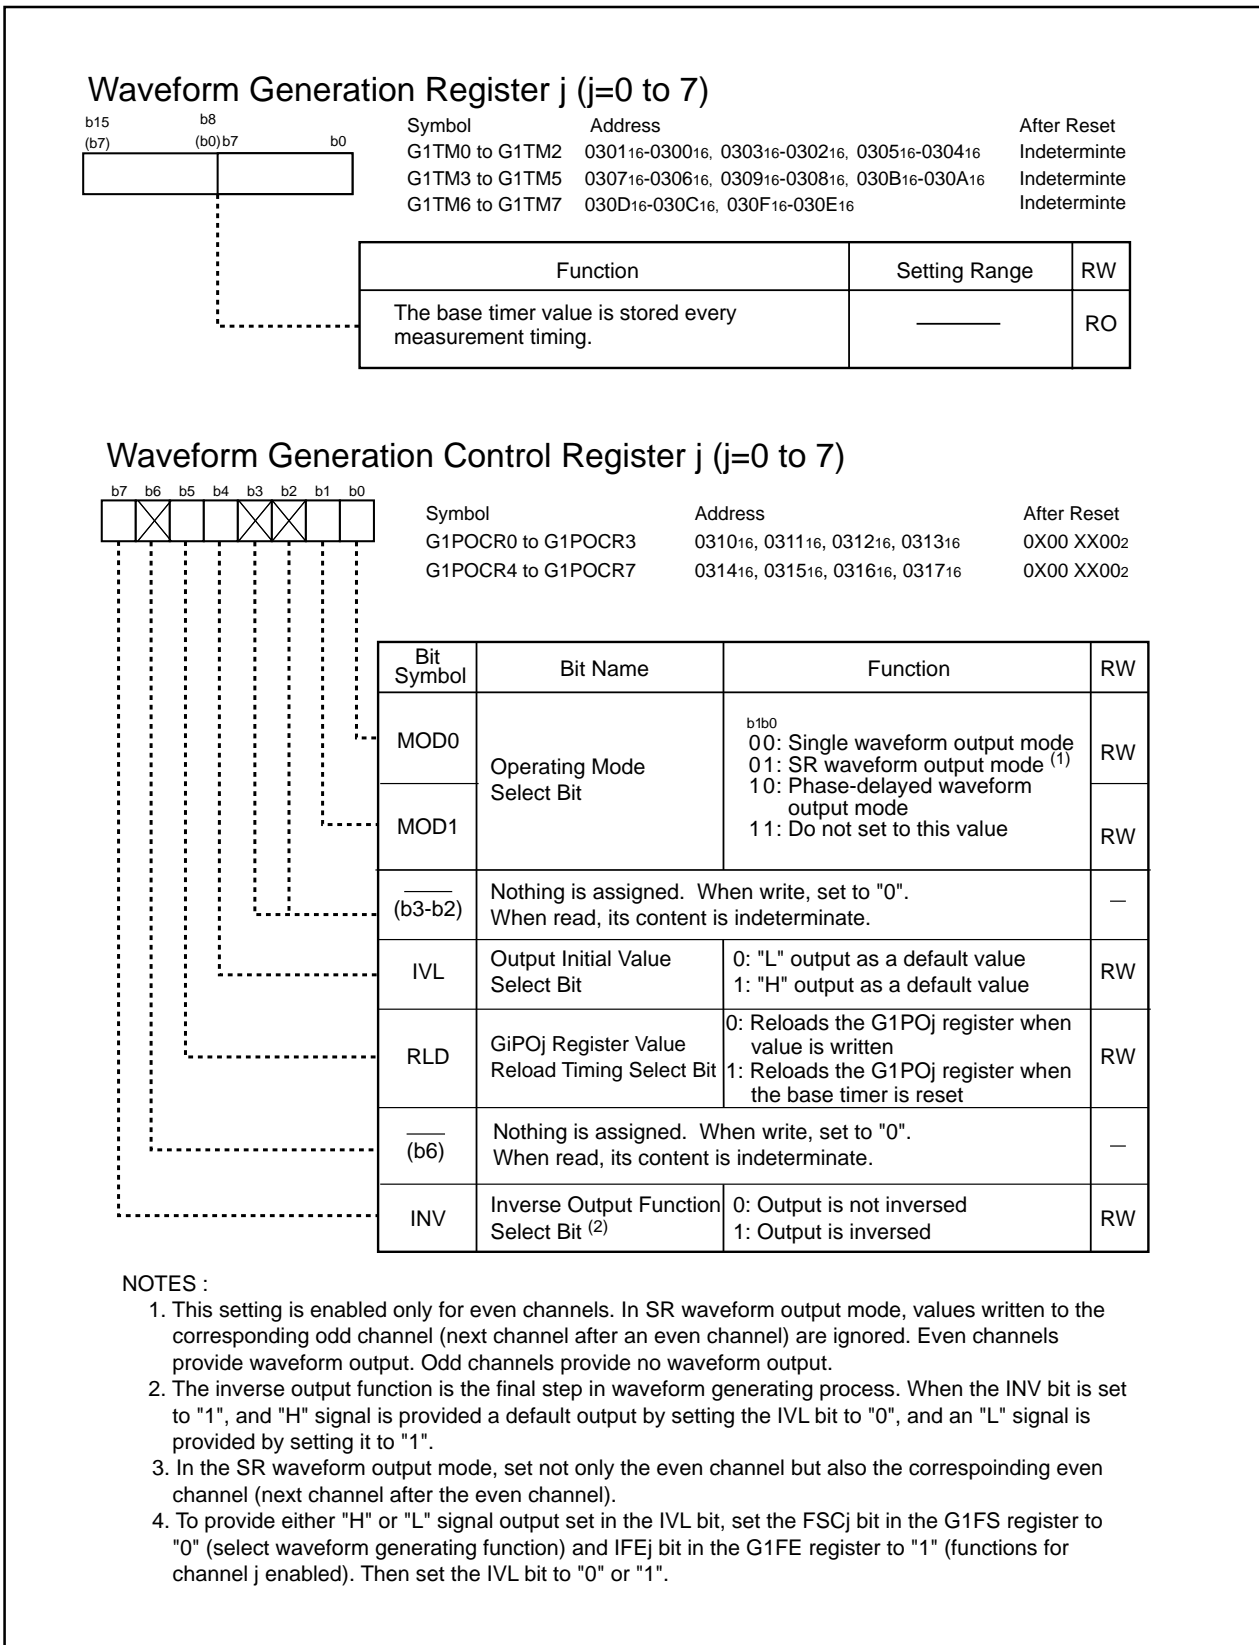 Waveform Generation Register j (j=0 to 7)
b15 b8
(b7) (b0) b7 b0
Symbol Address After Reset
G1TM0 to G1TM2 030116-030016, 030316-030216, 030516-030416 Indeterminte
G1TM3 to G1TM5 030716-030616, 030916-030816, 030B16-030A16 Indeterminte
G1TM6 to G1TM7 030D16-030C16, 030F16-030E16 Indeterminte
Function Setting Range RW
The base timer value is stored every
measurement timing.
RO
Waveform Generation Control Register j (j=0 to 7)
b7 b6 b5 b4 b3 b2 b1 b0
Symbol Address After Reset
G1POCR0 to G1POCR3 031016, 031116, 031216, 031316 0X00 XX002
G1POCR4 to G1POCR7 031416, 031516, 031616, 031716 0X00 XX002
Bit
Symbol
Bit Name Function RW
MOD0
MOD1
Operating Mode
Select Bit
b1b0
00: Single waveform output mode
01: SR waveform output mode (1)
10: Phase-delayed waveform
output mode
11: Do not set to this value
RW
RW
(b3-b2)
Nothing is assigned. When write, set to "0".
When read, its content is indeterminate.
—
IVL
Output Initial Value
Select Bit
0: "L" output as a default value
1: "H" output as a default value
RW
RLD
GiPOj Register Value
Reload Timing Select Bit
0: Reloads the G1POj register when
value is written
1: Reloads the G1POj register when
the base timer is reset
RW
(b6)
Nothing is assigned. When write, set to "0".
When read, its content is indeterminate.
—
INV
Inverse Output Function
Select Bit (2)
0: Output is not inversed
1: Output is inversed
RW
NOTES :
1. This setting is enabled only for even channels. In SR waveform output mode, values written to the
corresponding odd channel (next channel after an even channel) are ignored. Even channels
provide waveform output. Odd channels provide no waveform output.
2. The inverse output function is the final step in waveform generating process. When the INV bit is set
to "1", and "H" signal is provided a default output by setting the IVL bit to "0", and an "L" signal is
provided by setting it to "1".
3. In the SR waveform output mode, set not only the even channel but also the correspoinding even
channel (next channel after the even channel).
4. To provide either "H" or "L" signal output set in the IVL bit, set the FSCj bit in the G1FS register to
"0" (select waveform generating function) and IFEj bit in the G1FE register to "1" (functions for
channel j enabled). Then set the IVL bit to "0" or "1".